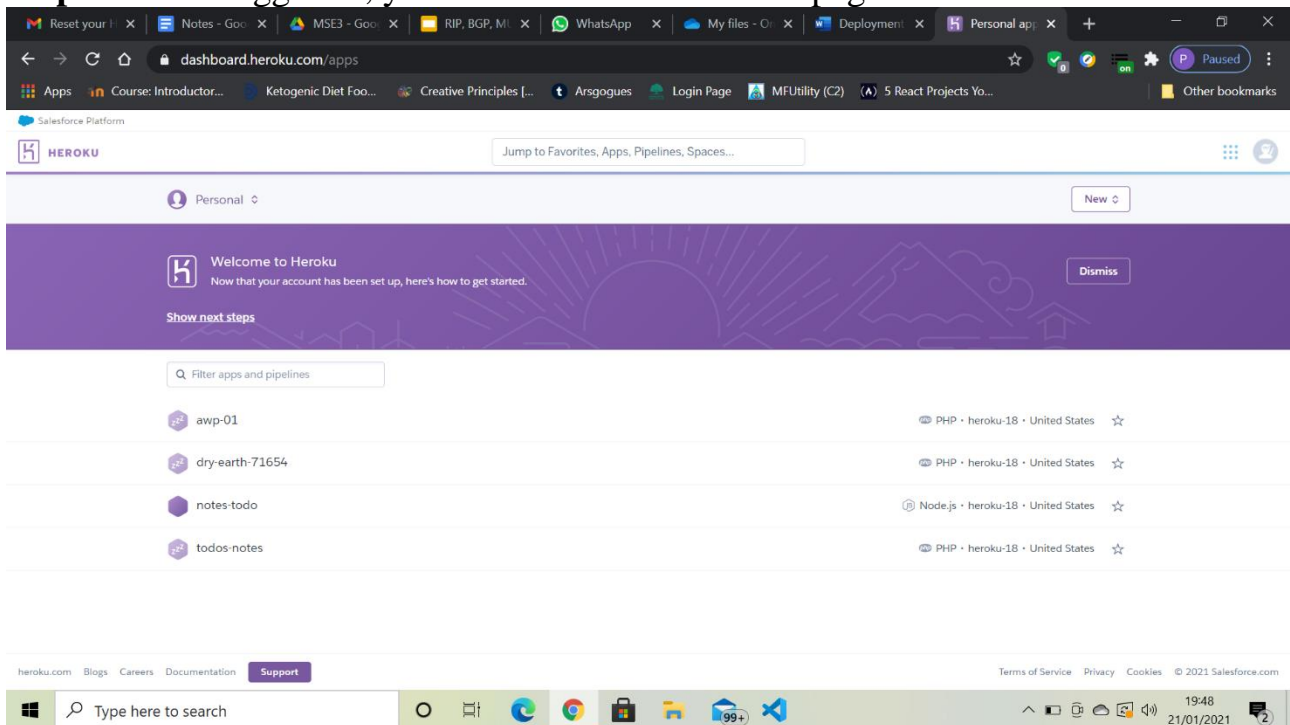 Reset your H
Notes - Goo
MSE3 - Goo
RIP, BGP, MU
WhatsApp
My files - On
Deployment
Personal app
dashboard.heroku.com/apps
on
P Paused
Apps
in Course: Introductor...
Ketogenic Diet Foo...
Creative Principles [...
t Arsgogues
Login Page
MFUtility (C2)
(A) 5 React Projects Yo...
Other bookmarks
Salesforce Platform
HEROKU
Jump to Favorites, Apps, Pipelines, Spaces...
Personal
New
Welcome to Heroku
Dismiss
Now that your account has been set up, here's how to get started.
Show next steps
Filter apps and pipelines
awp-01
PHP • heroku-18 • United States
dry-earth-71654
PHP • heroku-18 • United States
notes-todo
Node.js • heroku-18 • United States
todos-notes
PHP • heroku-18 • United States
heroku.com Blogs Careers Documentation Support
Terms of Service Privacy Cookies © 2021 Salesforce.com
Type here to search
99+
19:48
21/01/2021
2